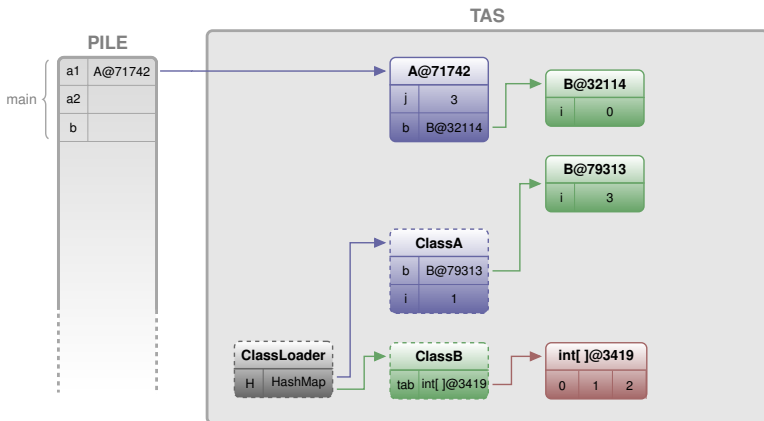 TAS
PILE
main
a1 A@71742
a2
b
A@71742
j 3
b B@32114
B@32114
i 0
B@79313
i 3
ClassA
b B@79313
i 1
ClassLoader
H HashMap
ClassB
tab int[ ]@3419
int[ ]@3419
0 1 2